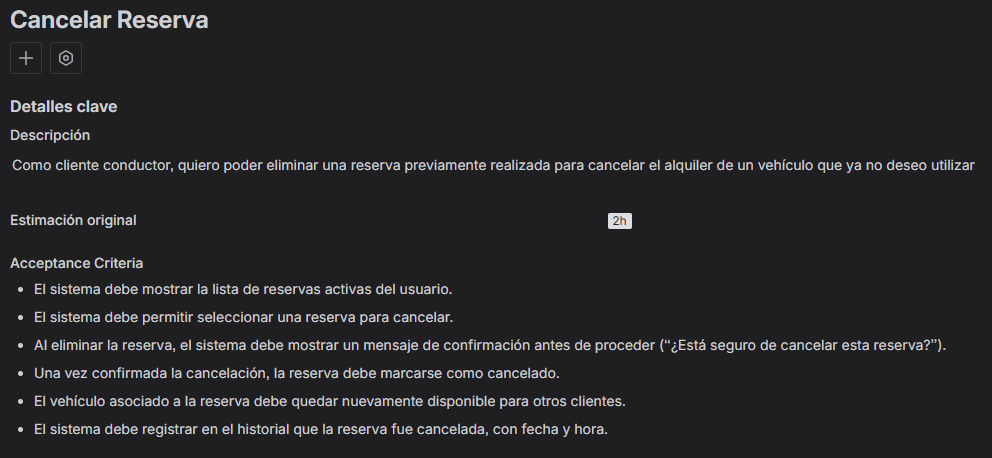 Cancelar Reserva
Detalles clave
Descripción
Como cliente conductor, quiero poder eliminar una reserva previamente realizada para cancelar el alquiler de un vehículo que ya no deseo utilizar
Estimación original 2h
Acceptance Criteria
• El sistema debe mostrar la lista de reservas activas del usuario.
• El sistema debe permitir seleccionar una reserva para cancelar.
• Al eliminar la reserva, el sistema debe mostrar un mensaje de confirmación antes de proceder (“¿Está seguro de cancelar esta reserva?”).
• Una vez confirmada la cancelación, la reserva debe marcarse como cancelado.
• El vehículo asociado a la reserva debe quedar nuevamente disponible para otros clientes.
• El sistema debe registrar en el historial que la reserva fue cancelada, con fecha y hora.